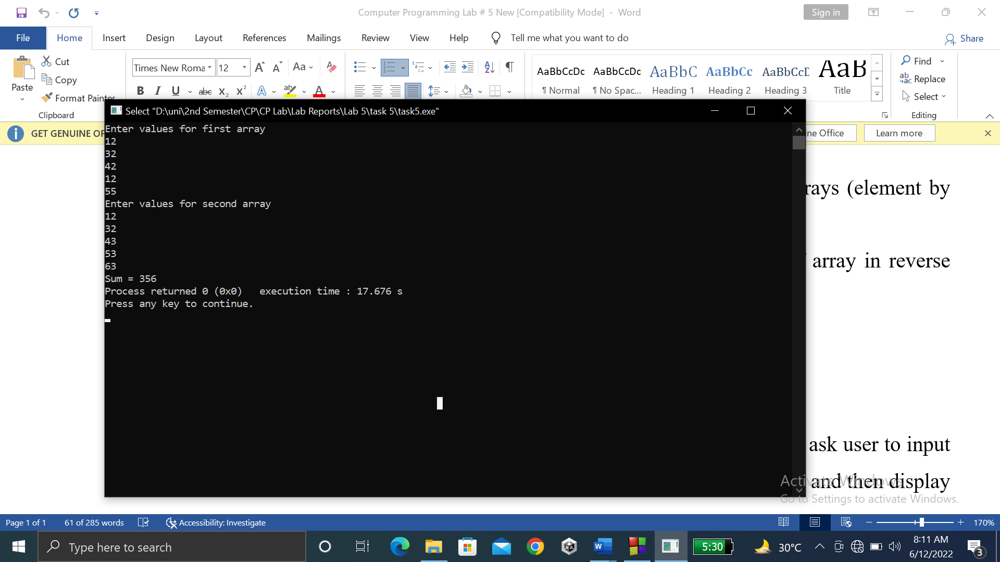 Computer Programming Lab # 5 New [Compatibility Mode] - Word
Sign in
File Home Insert Design Layout References Mailings Review View Help Tell me what you want to do Share
Paste
Cut
Copy
Format Painter
Clipboard
Times New Roma 12
Aa
B I U abc X₂ X² A ab A
AaBbCcDc ¶ Normal
AaBbCcDc ¶ No Spac...
AaBbC Heading 1
AaBbCc Heading 2
AaBbCcD Heading 3
AaB Title
Find
Replace
Select
Editing
GET GENUINE OF
ine Office
Learn more
Select "D:\uni\2nd Semester\CP\CP Lab\Lab Reports\Lab 5\task 5\task5.exe"
Enter values for first array
12
32
42
12
55
Enter values for second array
12
32
43
53
63
Sum = 356
Process returned 0 (0x0) execution time : 17.676 s
Press any key to continue.
rays (element by
array in reverse
ask user to input
and then display
Activate Windows
Go to Settings to activate Windows.
Page 1 of 1 61 of 285 words Accessibility: Investigate 170%
Type here to search
5:30
30°C
8:11 AM
6/12/2022
3